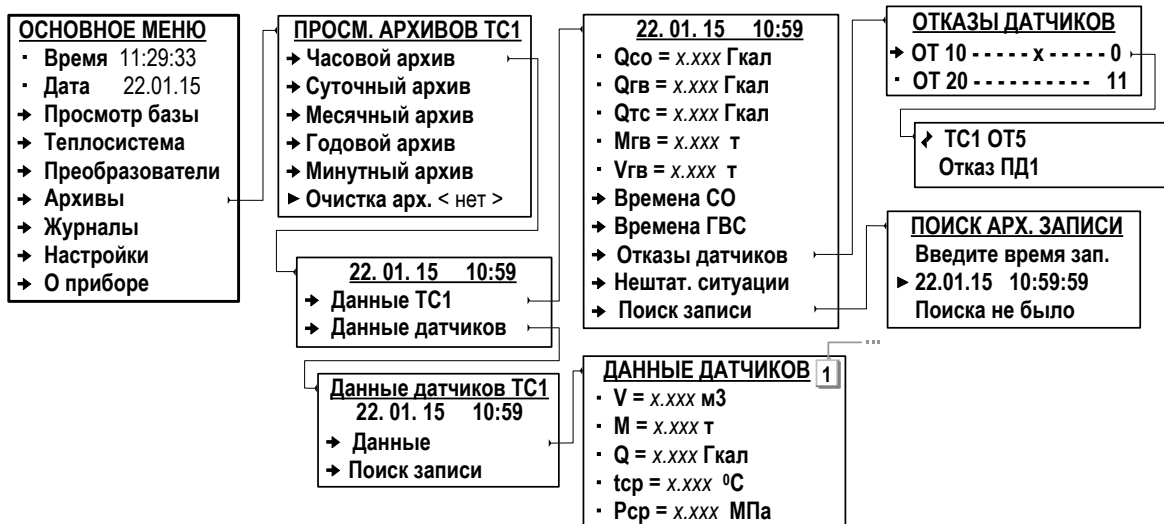 ОСНОВНОЕ МЕНЮ
Время 11:29:33
Дата 22.01.15
Просмотр базы
Теплосистема
Преобразователи
Архивы
Журналы
Настройки
О приборе
ПРОСМ. АРХИВОВ ТС1
Часовой архив
Суточный архив
Месячный архив
Годовой архив
Минутный архив
Очистка арх. < нет >
22. 01. 15 10:59
Данные ТС1
Данные датчиков
Данные датчиков ТС1
22. 01. 15 10:59
Данные
Поиск записи
22. 01. 15 10:59
Qсо = x.xxx Гкал
Qгв = x.xxx Гкал
Qтс = x.xxx Гкал
Мгв = x.xxx т
Vгв = x.xxx т
Времена СО
Времена ГВС
Отказы датчиков
Нештат. ситуации
Поиск записи
ДАННЫЕ ДАТЧИКОВ 1
V = x.xxx м3
М = x.xxx т
Q = x.xxx Гкал
tср = x.xxx ⁰С
Рср = x.xxx МПа
ОТКАЗЫ ДАТЧИКОВ
ОТ 10 - - - - - x - - - 0
ОТ 20 - - - - - - - - - - 11
ТС1 ОТ5
Отказ ПД1
ПОИСК АРХ. ЗАПИСИ
Введите время зап.
22.01.15 10:59:59
Поиска не было